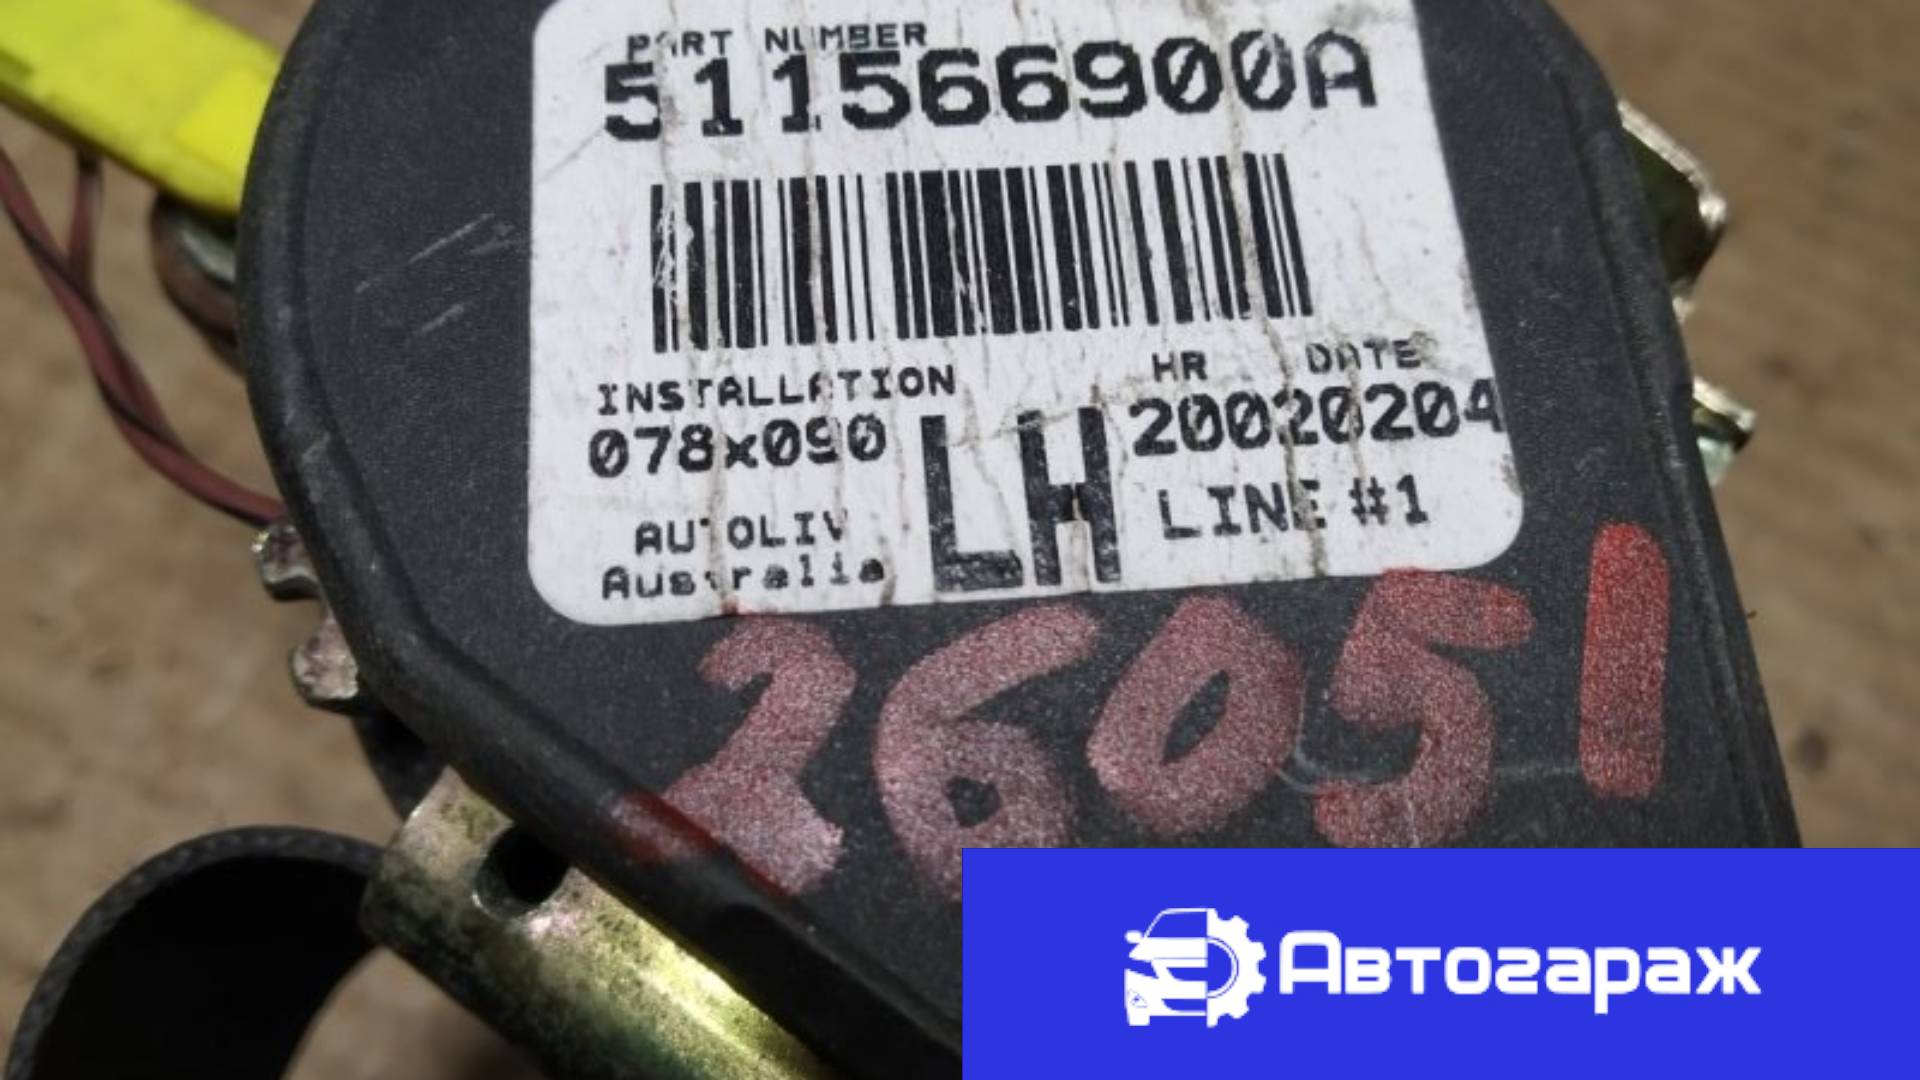 PART NUMBER
511566900A
INSTALLATION HR DATE
078x090 LH 20020204
AUTOLIV LINE #1
Australia
26051
Автогараж